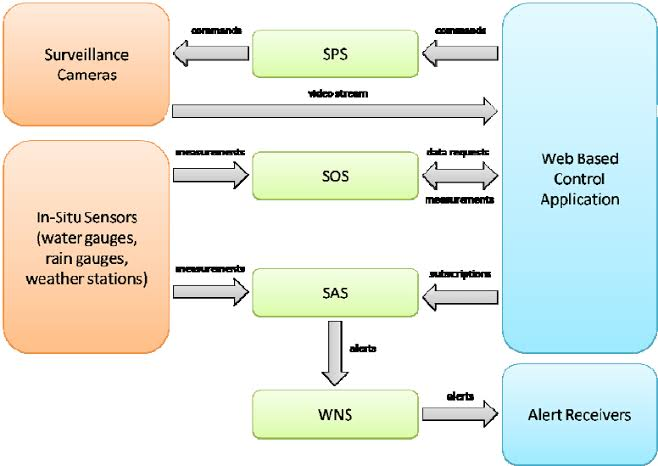 commands
commands
Surveillance
Cameras
SPS
video stream
measurements
data requests
SOS
measurements
Web Based
Control
Application
In-Situ Sensors
(water gauges,
rain gauges,
weather stations)
measurements
subscriptions
SAS
alerts
WNS
alerts
Alert Receivers